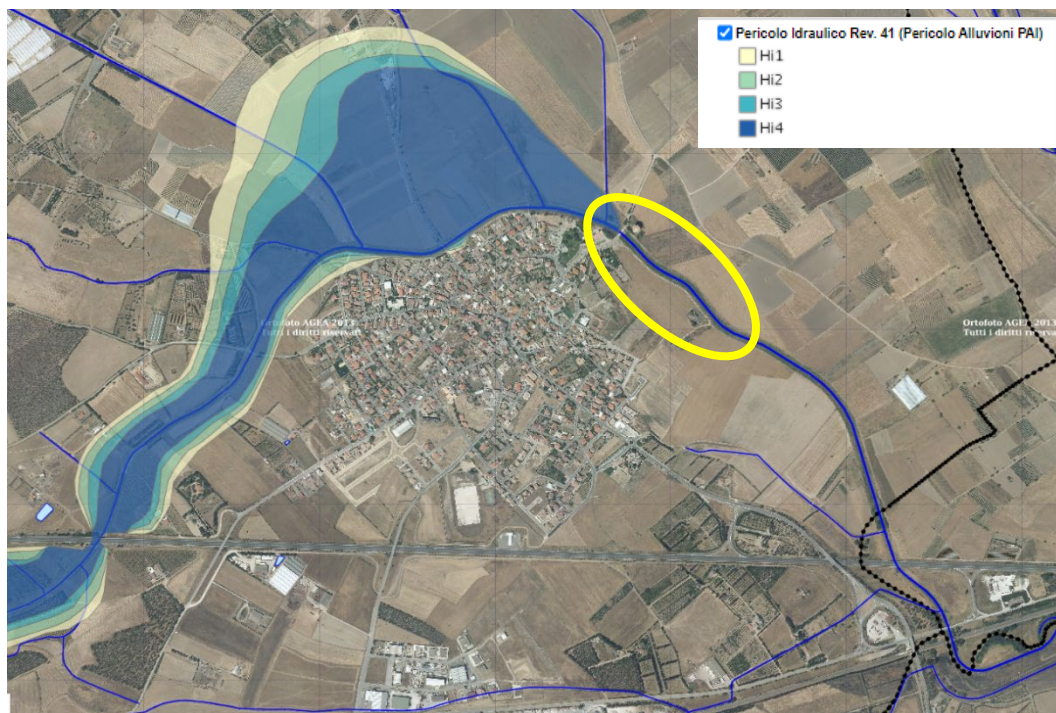 Pericolo Idraulico Rev. 41 (Pericolo Alluvioni PAI)
Hi1
Hi2
Hi3
Hi4
Ortofoto AGEA 2013
Tutti i diritti riservati
Ortofoto AGEA 2013
Tutti i diritti riserva